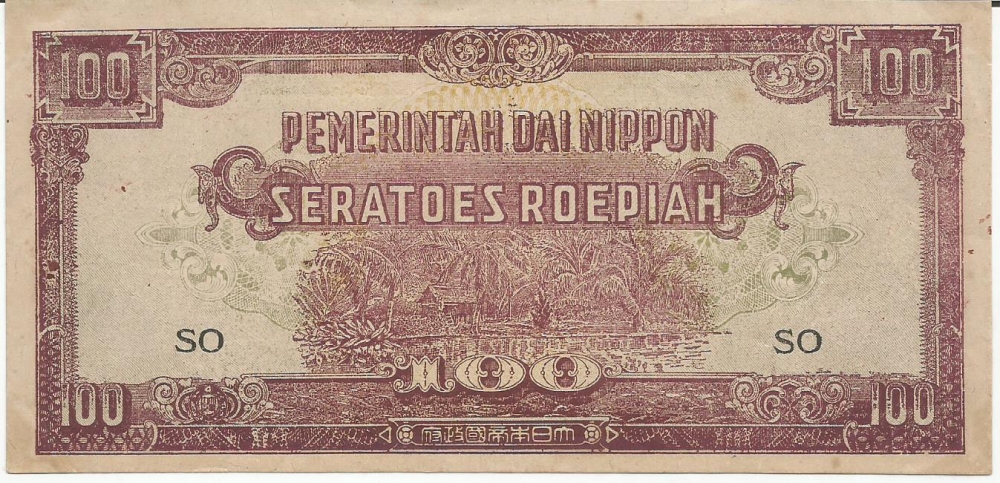 100 100
PEMERINTAH DAI NIPPON
SERATOES ROEPIAH
SO SO
100
100 100
府政國帝本日大